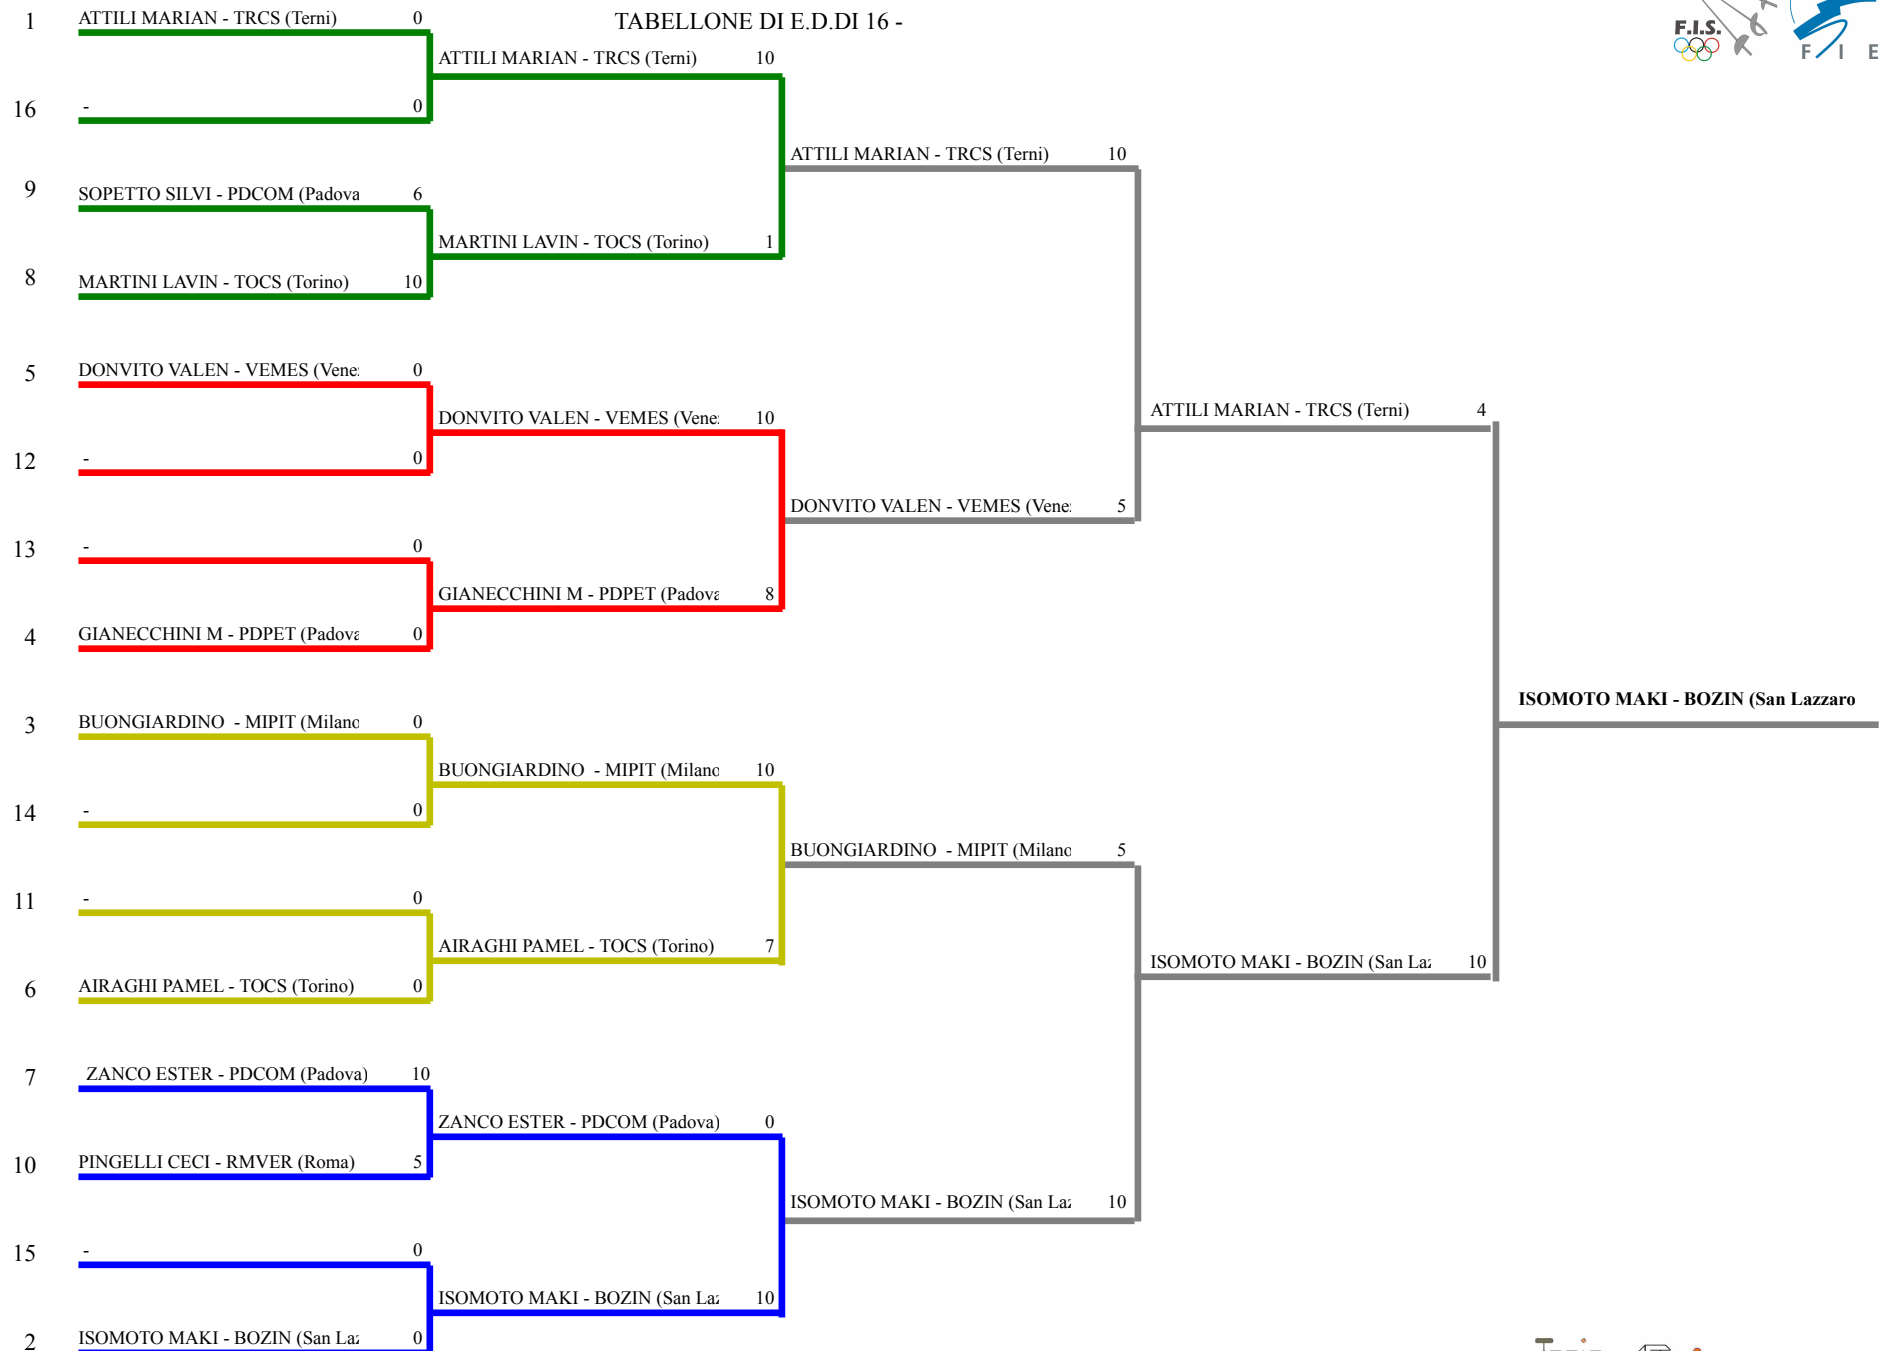 TABELLONE DI E.D.DI 16 -
F.I.S.
F I E
1 ATTILI MARIAN - TRCS (Terni) 0
ATTILI MARIAN - TRCS (Terni) 10
16 - 0
ATTILI MARIAN - TRCS (Terni) 10
9 SOPETTO SILVI - PDCOM (Padova 6
MARTINI LAVIN - TOCS (Torino) 1
8 MARTINI LAVIN - TOCS (Torino) 10
5 DONVITO VALEN - VEMES (Vene 0
DONVITO VALEN - VEMES (Vene 10
ATTILI MARIAN - TRCS (Terni) 4
12 - 0
DONVITO VALEN - VEMES (Vene 5
13 - 0
GIANECCHINI M - PDPET (Padova 8
4 GIANECCHINI M - PDPET (Padova 0
ISOMOTO MAKI - BOZIN (San Lazzaro
3 BUONGIARDINO - MIPIT (Milano 0
BUONGIARDINO - MIPIT (Milano 10
14 - 0
BUONGIARDINO - MIPIT (Milano 5
11 - 0
AIRAGHI PAMEL - TOCS (Torino) 7
ISOMOTO MAKI - BOZIN (San Laz 10
6 AIRAGHI PAMEL - TOCS (Torino) 0
7 ZANCO ESTER - PDCOM (Padova) 10
ZANCO ESTER - PDCOM (Padova) 0
10 PINGELLI CECI - RMVER (Roma) 5
ISOMOTO MAKI - BOZIN (San Laz 10
15 - 0
ISOMOTO MAKI - BOZIN (San Laz 10
2 ISOMOTO MAKI - BOZIN (San Laz 0